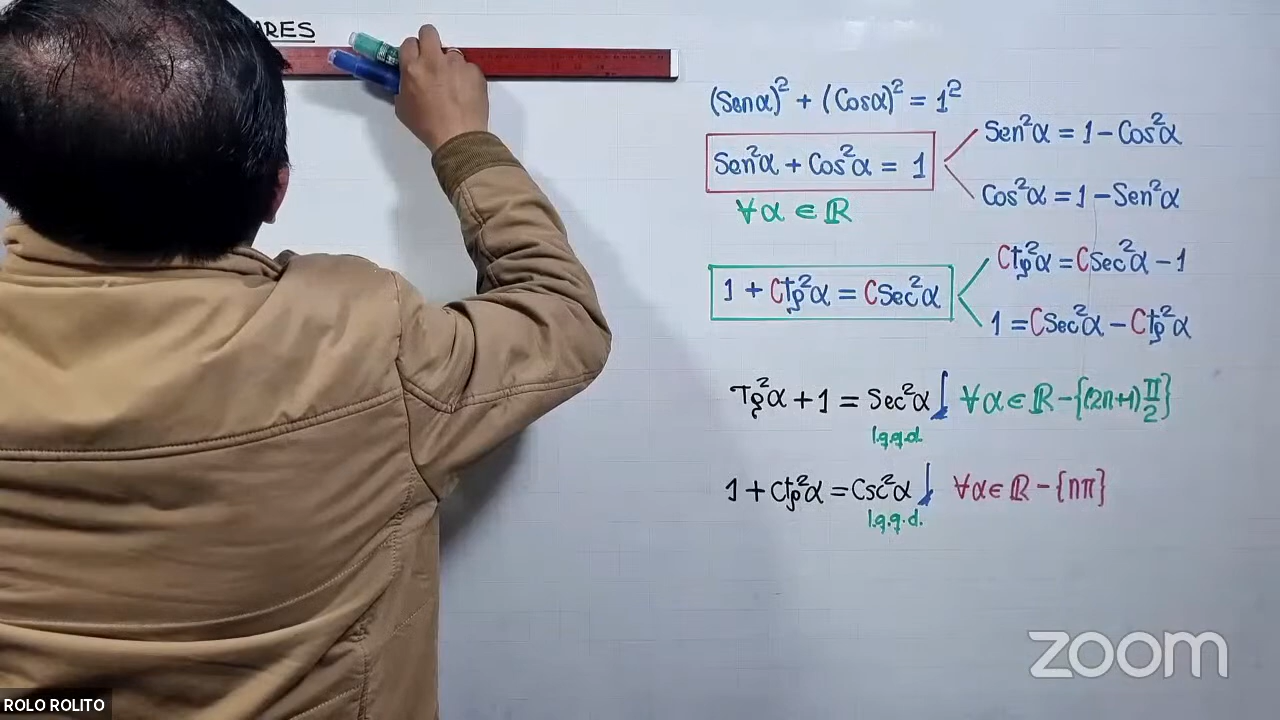 ARES
(Senα)² + (Cosα)² = 1²
Sen²α + Cos²α = 1
Sen²α = 1 - Cos²α
Cos²α = 1 - Sen²α
∀ α ∈ ℝ
1 + Ctg²α = CSec²α
Ctg²α = CSec²α - 1
1 = CSec²α - Ctg²α
Tg²α + 1 = Sec²α ∀ α ∈ ℝ - {(2n+1)π/2}
l.q.q.d.
1 + Ctg²α = Csc²α ∀ α ∈ ℝ - {nπ}
l.q.q.d.
zoom
ROLO ROLITO